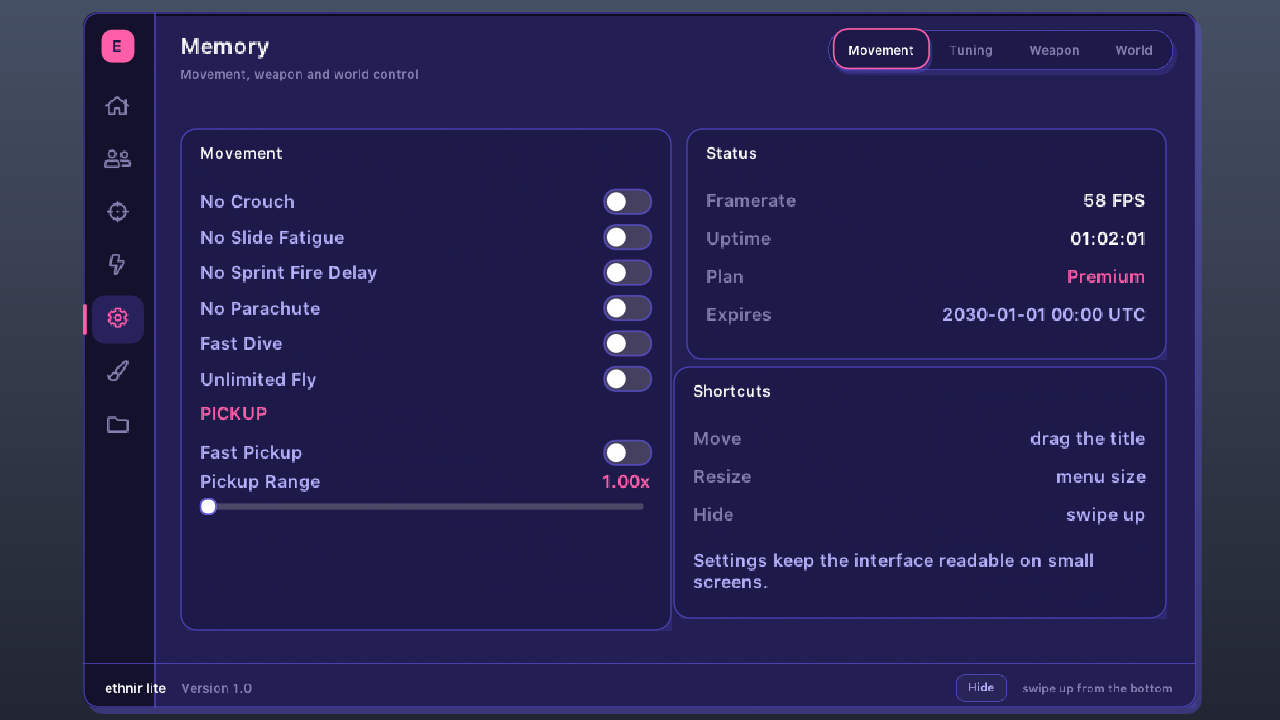 E
Memory
Movement, weapon and world control
Movement
Tuning
Weapon
World
Movement
No Crouch
No Slide Fatigue
No Sprint Fire Delay
No Parachute
Fast Dive
Unlimited Fly
PICKUP
Fast Pickup
Pickup Range 1.00x
Status
Framerate 58 FPS
Uptime 01:02:01
Plan Premium
Expires 2030-01-01 00:00 UTC
Shortcuts
Move drag the title
Resize menu size
Hide swipe up
Settings keep the interface readable on small
screens.
ethnir lite Version 1.0
Hide swipe up from the bottom